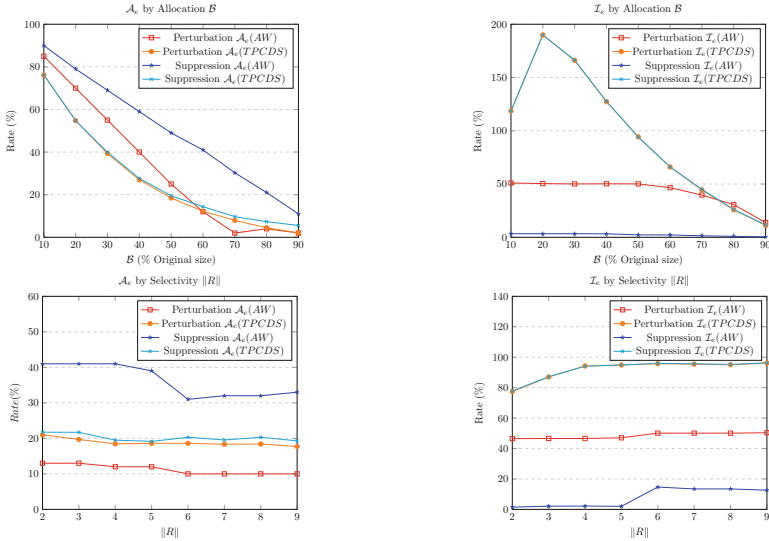 𝒜ₑ by Allocation ℬ
Perturbation 𝒜ₑ(AW)
Perturbation 𝒜ₑ(TPCDS)
Suppression 𝒜ₑ(AW)
Suppression 𝒜ₑ(TPCDS)
Rate (%)
100
80
60
40
20
0
10 20 30 40 50 60 70 80 90
ℬ (% Original size)
ℐₑ by Allocation ℬ
Perturbation ℐₑ(AW)
Perturbation ℐₑ(TPCDS)
Suppression ℐₑ(AW)
Suppression ℐₑ(TPCDS)
Rate (%)
200
150
100
50
0
10 20 30 40 50 60 70 80 90
ℬ (% Original size)
𝒜ₑ by Selectivity ‖R‖
Perturbation 𝒜ₑ(AW)
Perturbation 𝒜ₑ(TPCDS)
Suppression 𝒜ₑ(AW)
Suppression 𝒜ₑ(TPCDS)
Rate(%)
60
50
40
30
20
10
0
2 3 4 5 6 7 8 9
‖R‖
ℐₑ by Selectivity ‖R‖
Perturbation ℐₑ(AW)
Perturbation ℐₑ(TPCDS)
Suppression ℐₑ(AW)
Suppression ℐₑ(TPCDS)
Rate (%)
140
120
100
80
60
40
20
0
2 3 4 5 6 7 8 9
‖R‖